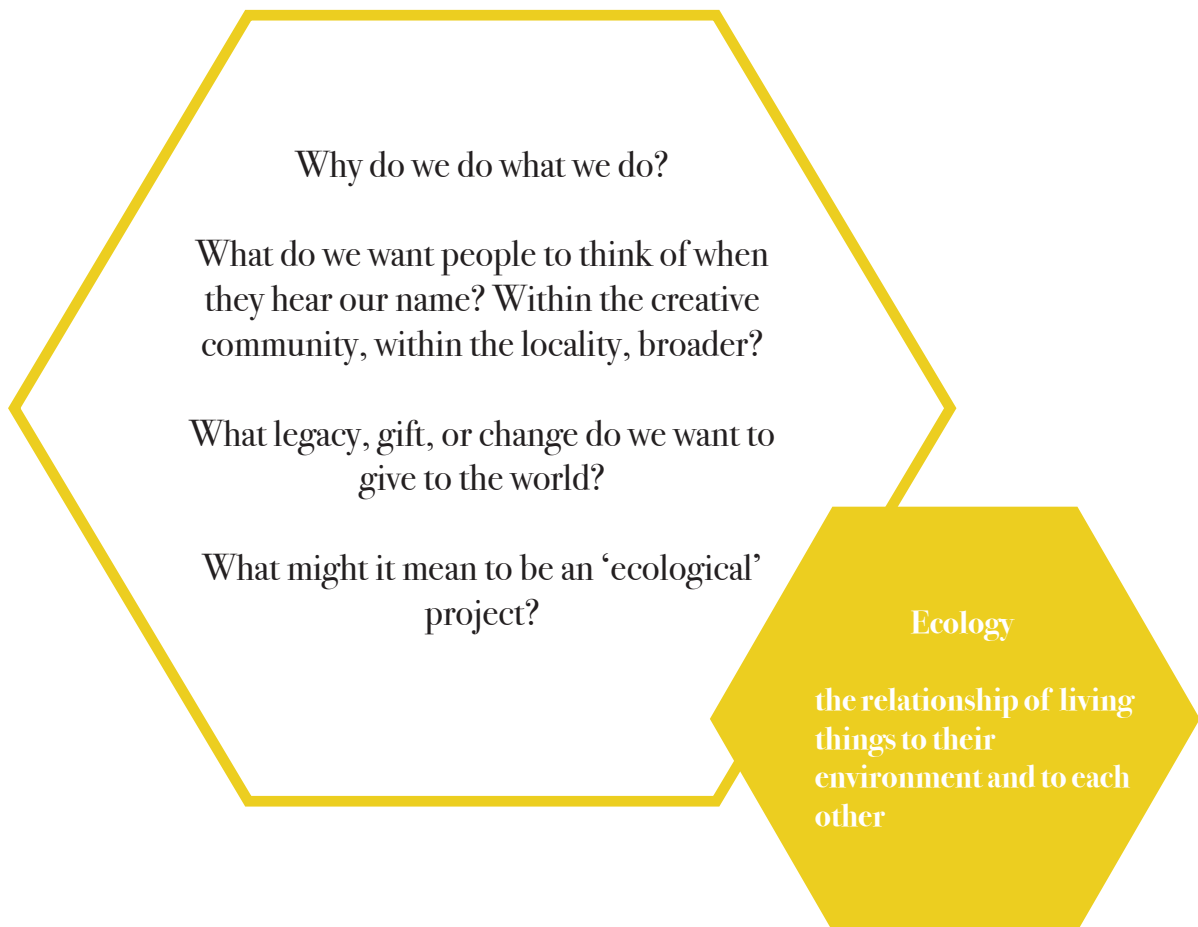 Why do we do what we do?
What do we want people to think of when
they hear our name? Within the creative
community, within the locality, broader?
What legacy, gift, or change do we want to
give to the world?
What might it mean to be an ‘ecological’
project?
Ecology
the relationship of living
things to their
environment and to each
other